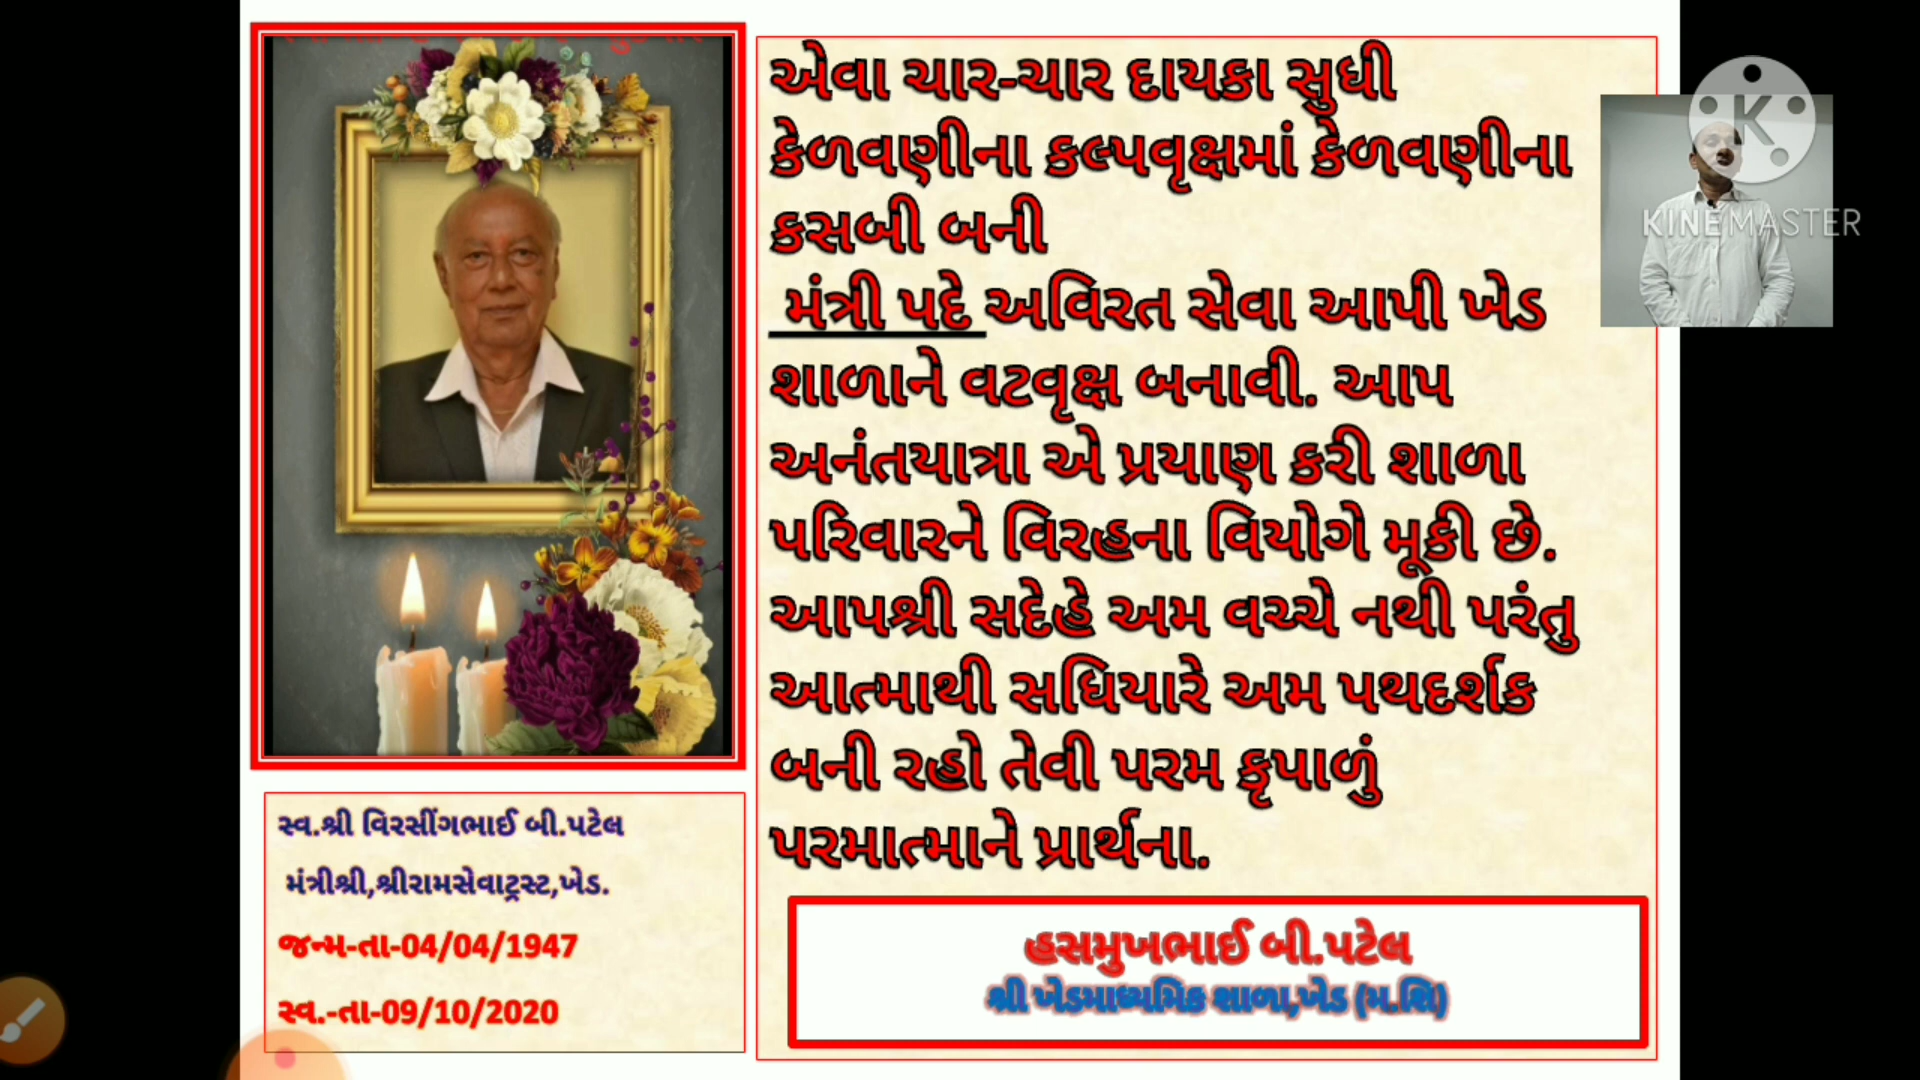 એવા ચાર-ચાર દાયકા સુધી
કેળવણીના કલ્પવૃક્ષમાં કેળવણીના
કસબી બની
મંત્રી પદે અવિરત સેવા આપી ખેડ
શાળાને વટવૃક્ષ બનાવી. આપ
અનંતયાત્રા એ પ્રયાણ કરી શાળા
પરિવારને વિરહના વિયોગે મૂકી છે.
આપશ્રી સદેહે અમ વચ્ચે નથી પરંતુ
આત્માથી સધિયારે અમ પથદર્શક
બની રહો તેવી પરમ કૃપાળું
પરમાત્માને પ્રાર્થના.
સ્વ.શ્રી વિરસીંગભાઈ બી.પટેલ
મંત્રીશ્રી,શ્રીરામસેવાટ્રસ્ટ,ખેડ.
જન્મ-તા-04/04/1947
સ્વ.-તા-09/10/2020
હસમુખભાઈ બી.પટેલ
શ્રી ખેડમાધ્યમિક શાળા,ખેડ (મ.શિ)
K
KINEMASTER